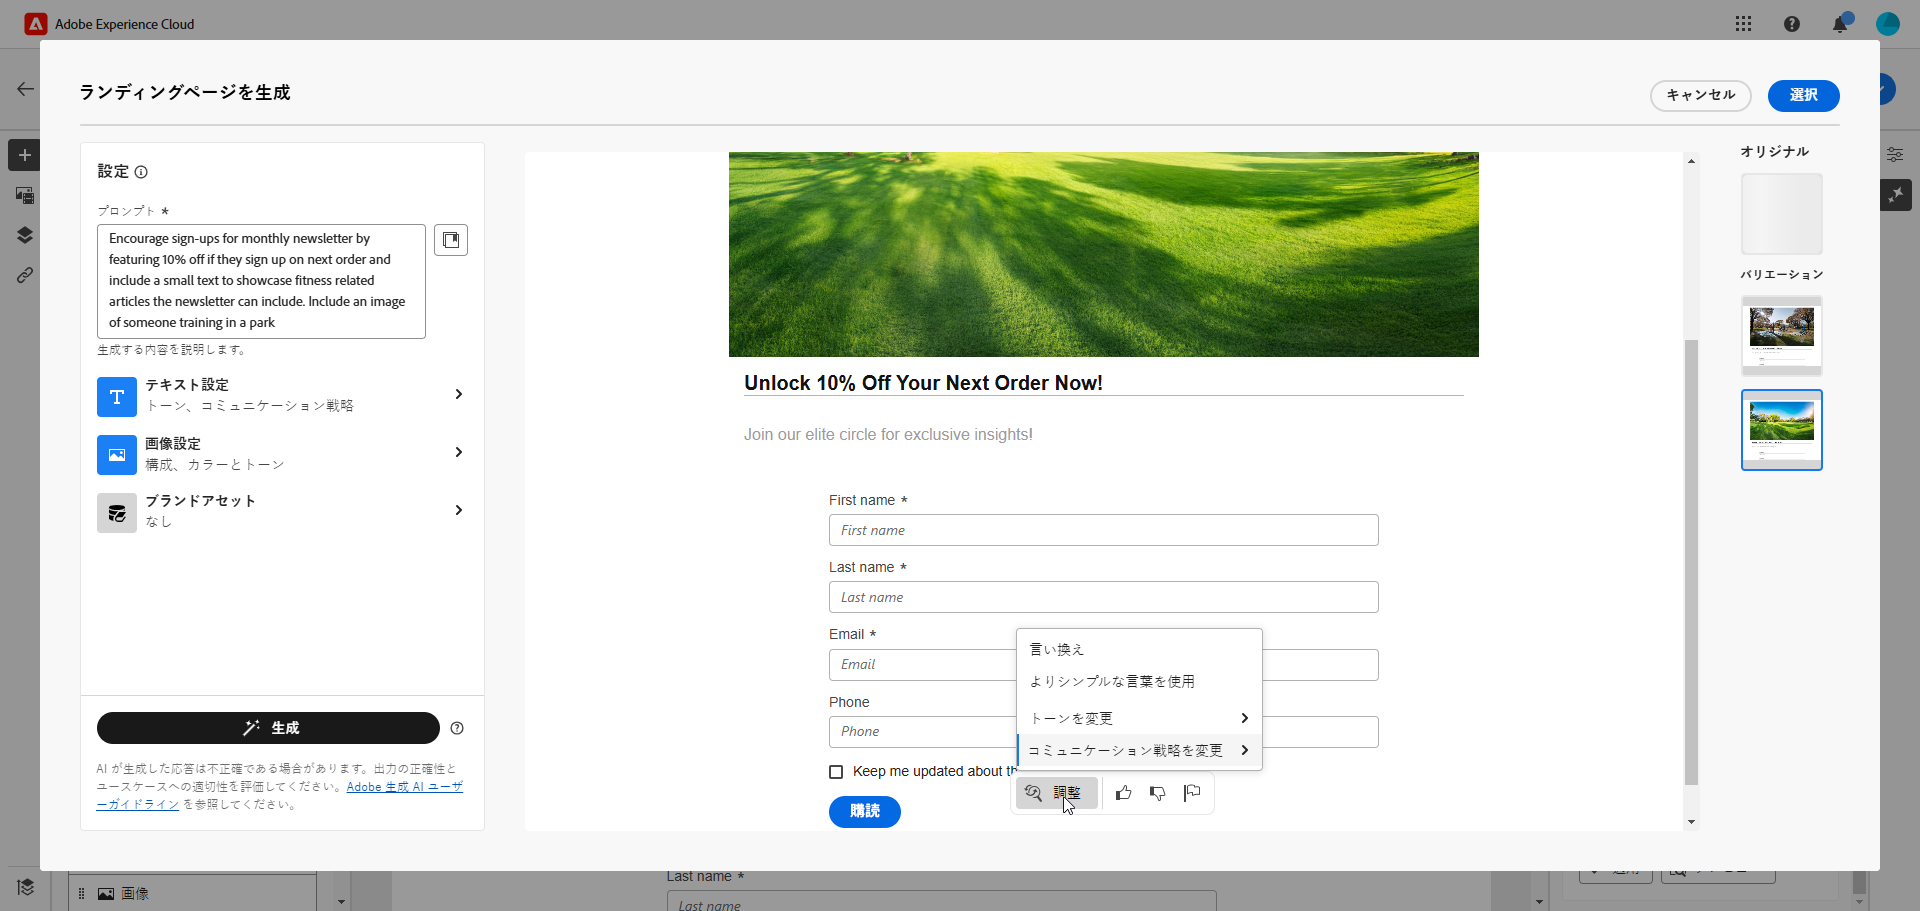 Adobe Experience Cloud
ランディングページを生成
キャンセル
選択
設定
プロンプト *
Encourage sign-ups for monthly newsletter by
featuring 10% off if they sign up on next order and
include a small text to showcase fitness related
articles the newsletter can include. Include an image
of someone training in a park
生成する内容を説明します。
テキスト設定
トーン、コミュニケーション戦略
画像設定
構成、カラーとトーン
ブランドアセット
なし
生成
AI が生成した応答は不正確である場合があります。出力の正確性と
ユースケースへの適切性を評価してください。Adobe 生成 AI ユーザ
ーガイドライン を参照してください。
Unlock 10% Off Your Next Order Now!
Join our elite circle for exclusive insights!
First name *
First name
Last name *
Last name
Email *
Email
Phone
Phone
Keep me updated about th
購読
言い換え
よりシンプルな言葉を使用
トーンを変更
コミュニケーション戦略を変更
調整
オリジナル
バリエーション
画像
Last name *
Last name